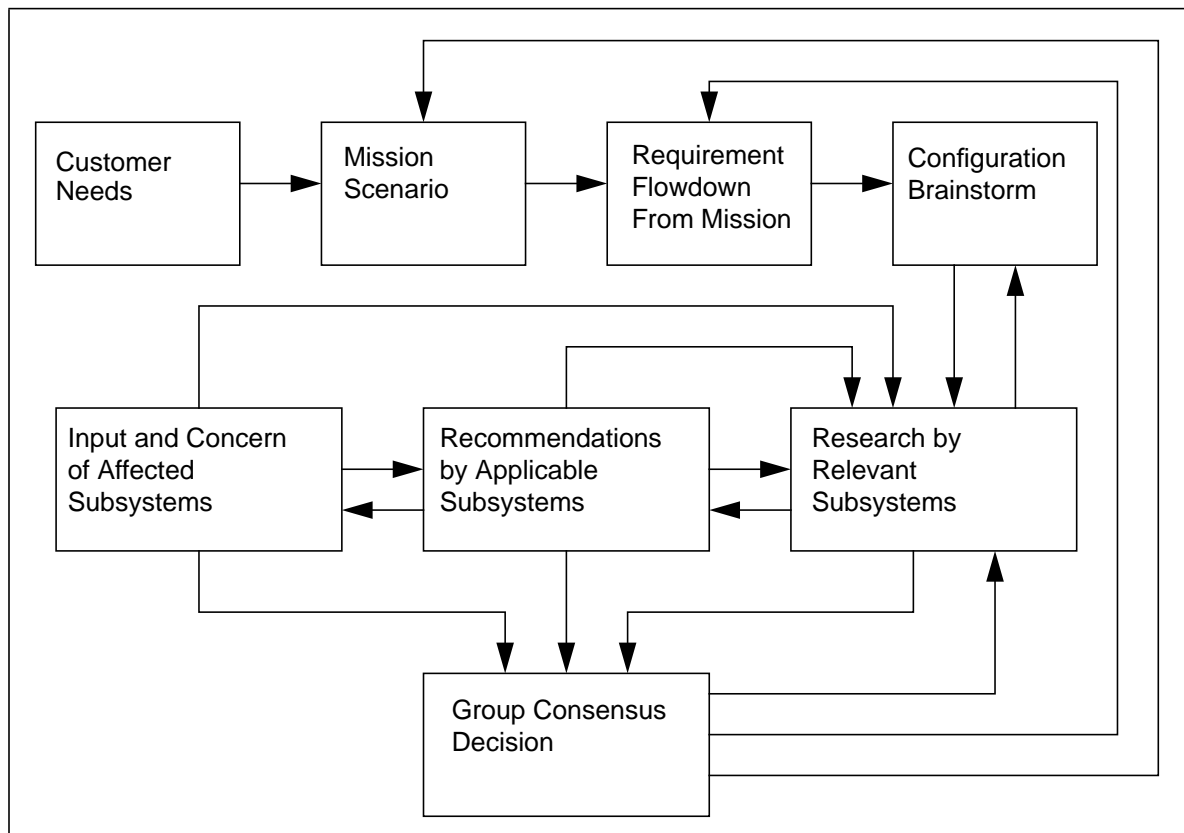 Customer
Needs
Mission
Scenario
Requirement
Flowdown
From Mission
Configuration
Brainstorm
Input and Concern
of Affected
Subsystems
Recommendations
by Applicable
Subsystems
Research by
Relevant
Subsystems
Group Consensus
Decision